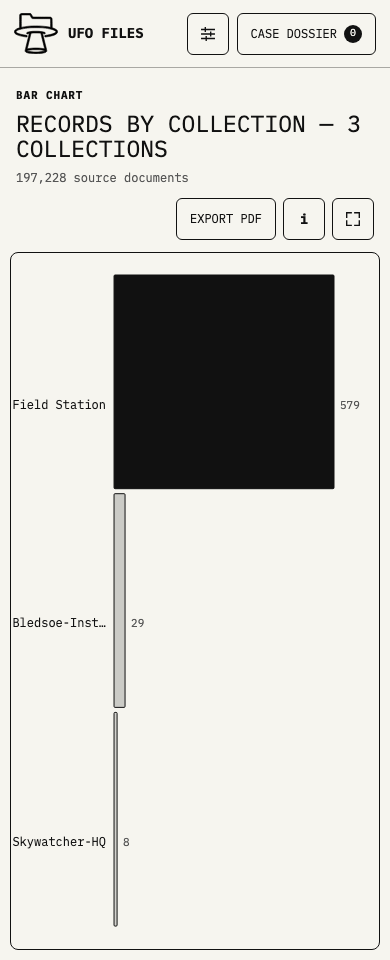 UFO FILES
CASE DOSSIER 0
BAR CHART
RECORDS BY COLLECTION — 3
COLLECTIONS
197,228 source documents
EXPORT PDF
i
Field Station
579
Bledsoe-Inst…
29
Skywatcher-HQ
8